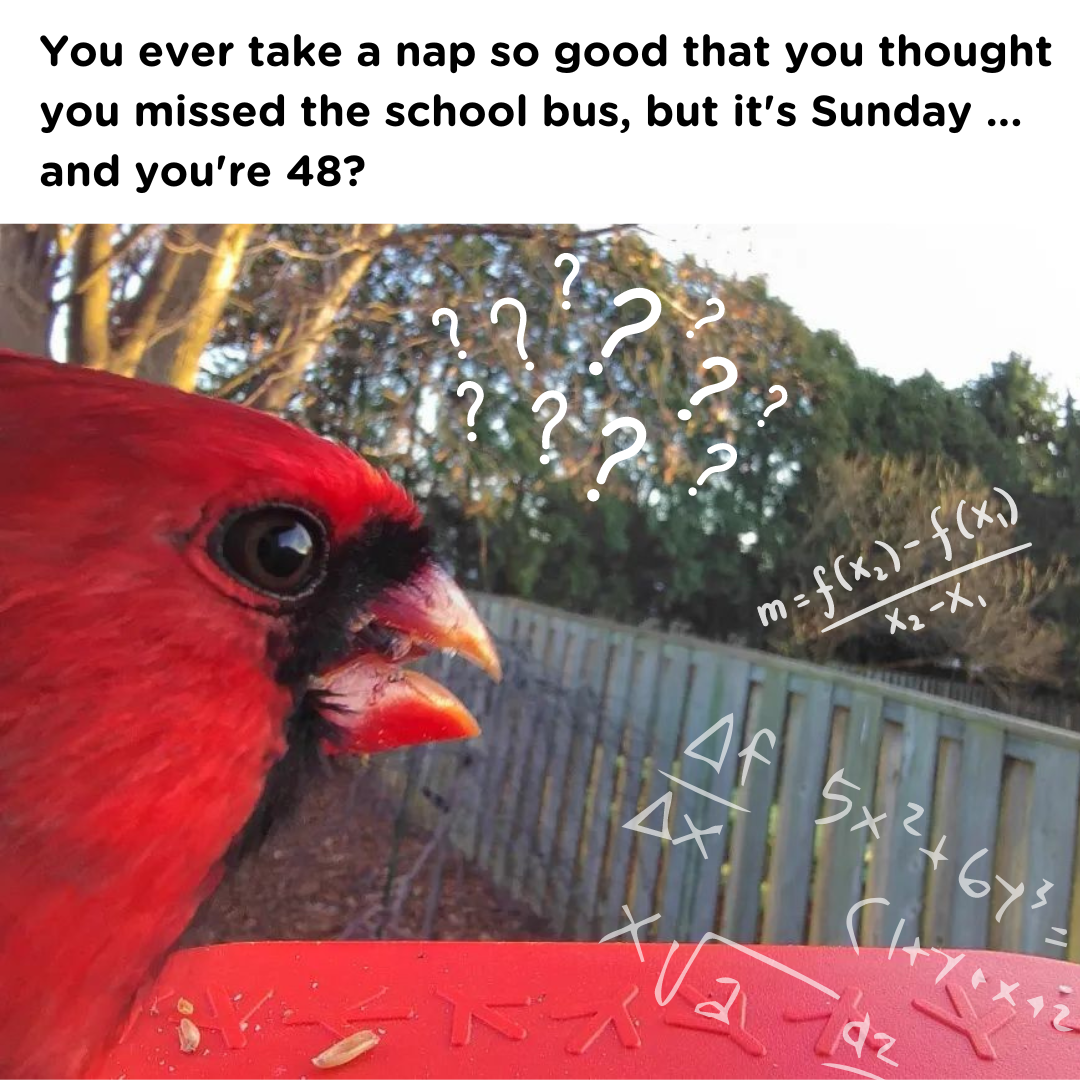 You ever take a nap so good that you thought
you missed the school bus, but it's Sunday ...
and you're 48?
? ? ? ? ?
? ? ? ? ? ? ?
m = f(x₂) - f(x₁)
x₂ - x₁
Δf
Δx
5x² + 6y³ =
x√a
dz